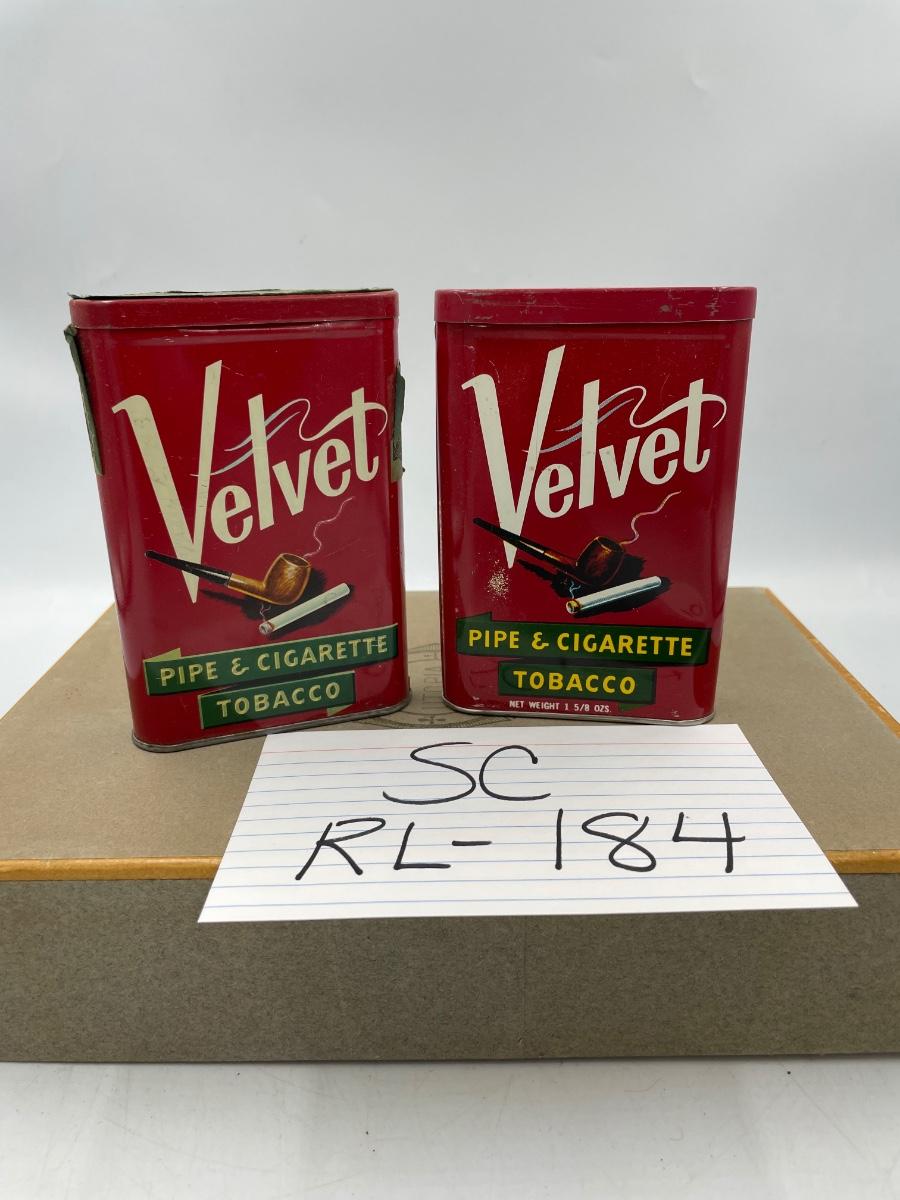 Velvet
PIPE & CIGARETTE
TOBACCO
Velvet
PIPE & CIGARETTE
TOBACCO
NET WEIGHT 1 5/8 OZS.
SC
RL-184